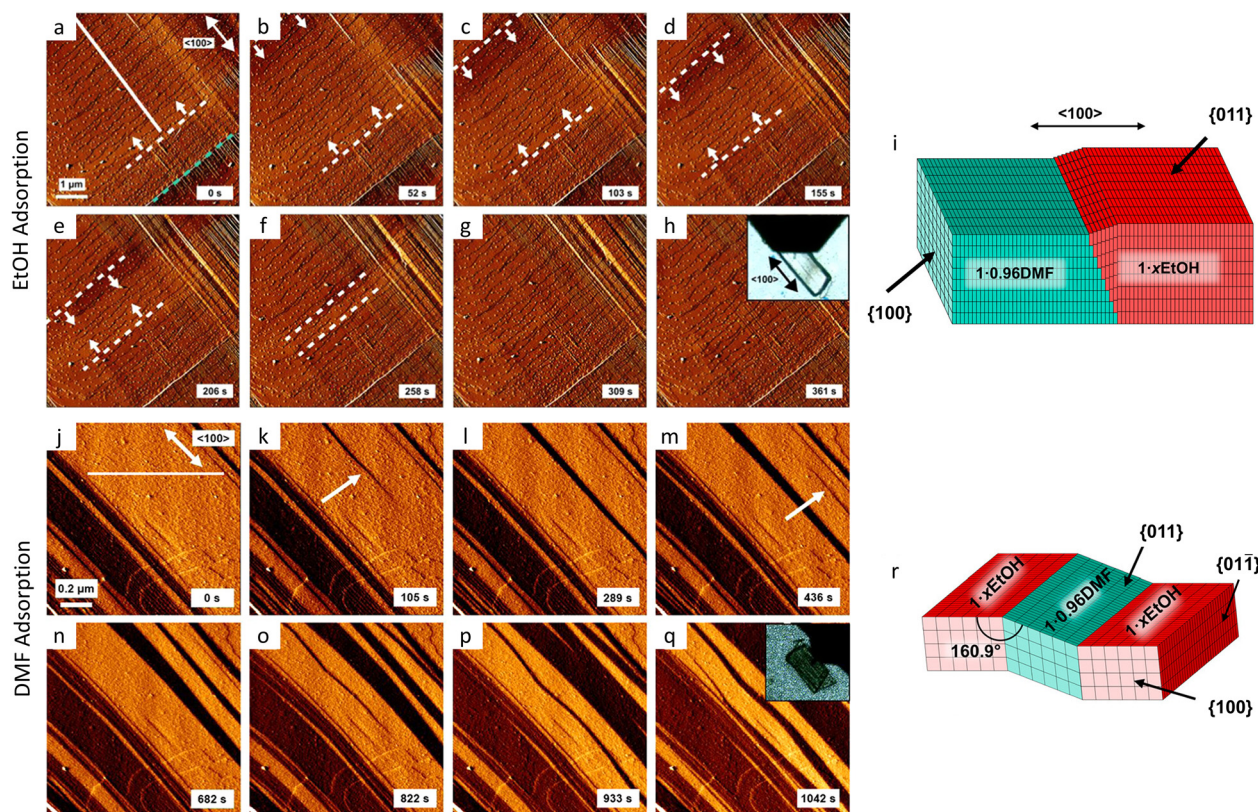 EtOH Adsorption
a
<100>
1 µm
0 s
b
52 s
c
103 s
d
155 s
e
206 s
f
258 s
g
309 s
h
<100>
361 s
i
<100>
{011}
1·0.96DMF
1·xEtOH
{100}
DMF Adsorption
j
<100>
0.2 µm
0 s
k
105 s
l
289 s
m
436 s
n
682 s
o
822 s
p
933 s
q
1042 s
r
{011}
{011̅}
1·xEtOH
1·0.96DMF
1·xEtOH
160.9°
{100}